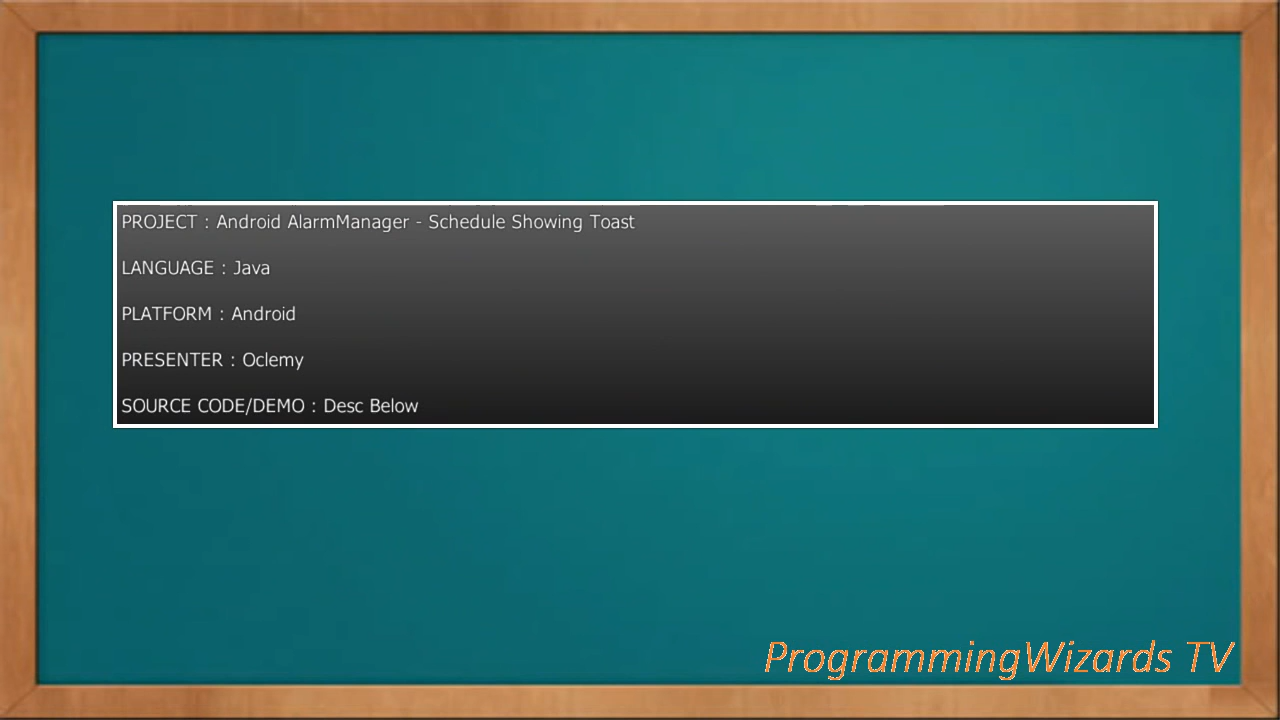 PROJECT : Android AlarmManager - Schedule Showing Toast
LANGUAGE : Java
PLATFORM : Android
PRESENTER : Oclemy
SOURCE CODE/DEMO : Desc Below
ProgrammingWizards TV